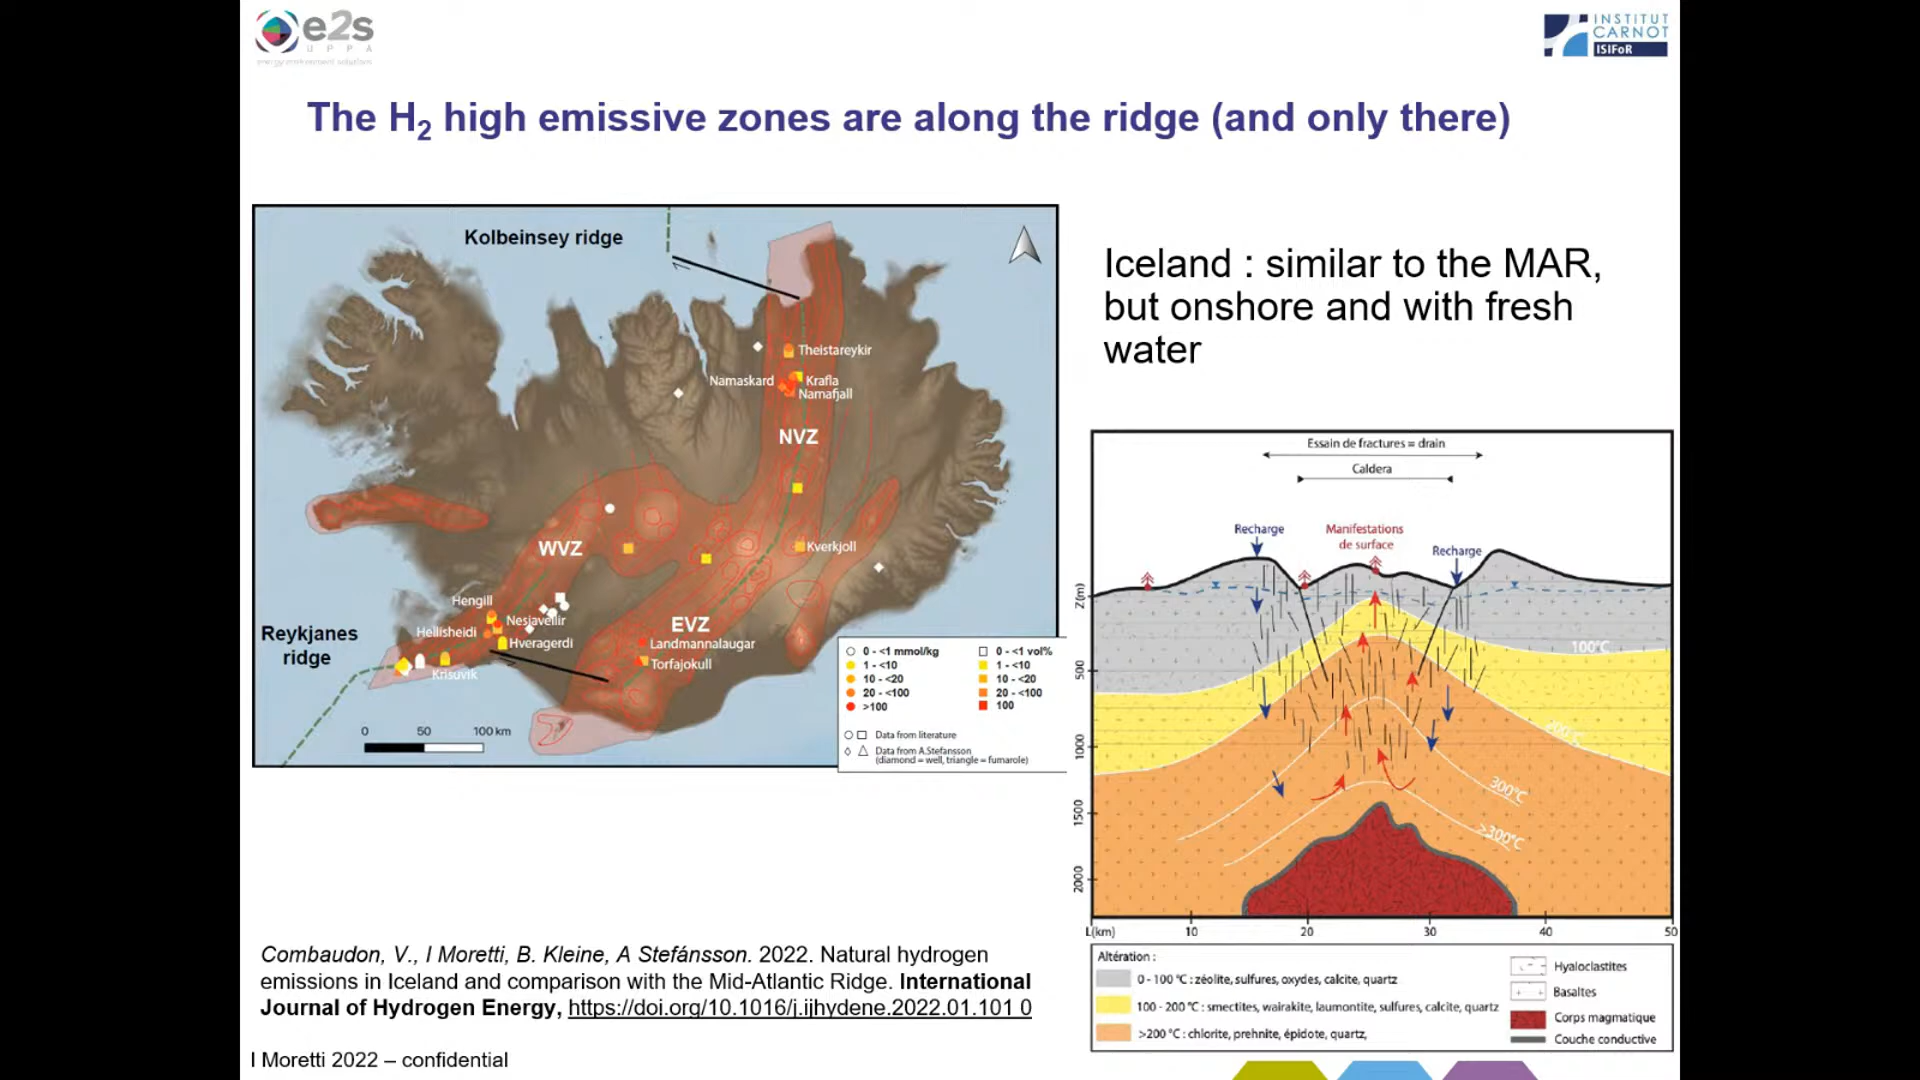 e2s
UPPA
energy environment solutions
INSTITUT
CARNOT
ISIFoR
The H2 high emissive zones are along the ridge (and only there)
Kolbeinsey ridge
Theistareykir
Namaskard
Krafla
Namafjall
NVZ
WVZ
Kverkjoll
Hengill
Nesjavellir
Hellisheidi
Hveragerdi
EVZ
Landmannalaugar
Torfajokull
Reykjanes
ridge
Krisuvik
0 50 100 km
0 - <1 mmol/kg
1 - <10
10 - <20
20 - <100
>100
0 - <1 vol%
1 - <10
10 - <20
20 - <100
100
Data from literature
Data from A.Stefansson
(diamond = well, triangle = fumarole)
Iceland : similar to the MAR,
but onshore and with fresh
water
Essain de fractures = drain
Caldera
Recharge
Manifestations
de surface
Recharge
Z(m)
500
1000
1500
2000
100°C
200°C
300°C
>300°C
L(km) 10 20 30 40 50
Altération :
0 - 100 °C : zéolite, sulfures, oxydes, calcite, quartz
100 - 200 °C : smectites, wairakite, laumontite, sulfures, calcite, quartz
>200 °C : chlorite, prehnite, épidote, quartz,
Hyaloclastites
Basaltes
Corps magmatique
Couche conductive
Combaudon, V., I Moretti, B. Kleine, A Stefánsson. 2022. Natural hydrogen
emissions in Iceland and comparison with the Mid-Atlantic Ridge. International
Journal of Hydrogen Energy, https://doi.org/10.1016/j.ijhydene.2022.01.101 0
I Moretti 2022 – confidential